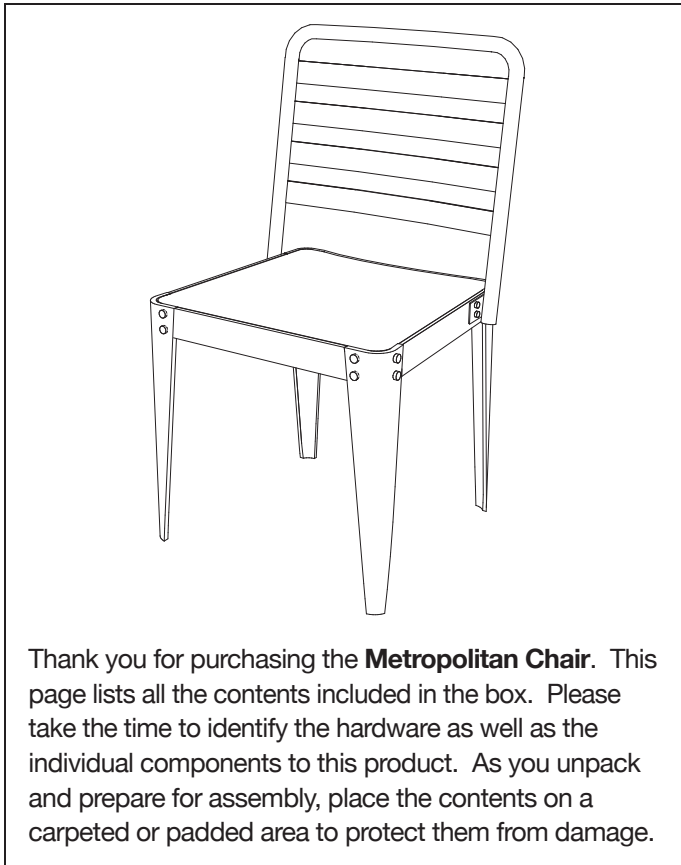 Thank you for purchasing the Metropolitan Chair.  This
page lists all the contents included in the box.  Please
take the time to identify the hardware as well as the
individual components to this product.  As you unpack
and prepare for assembly, place the contents on a
carpeted or padded area to protect them from damage.